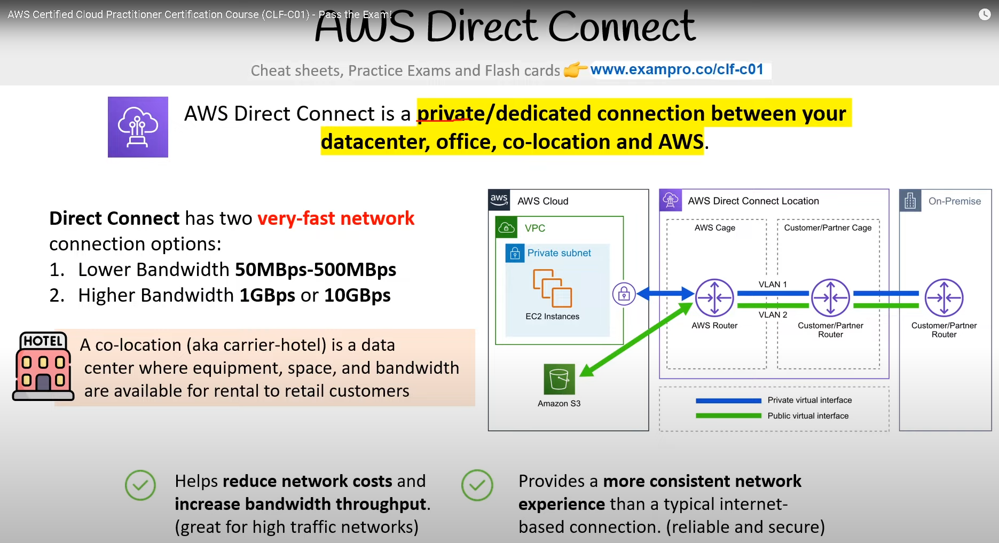 AWS Certified Cloud Practitioner Certification Course (CLF-C01) - Pass the Exam!
AWS Direct Connect
Cheat sheets, Practice Exams and Flash cards 👉 www.exampro.co/clf-c01
AWS Direct Connect is a private/dedicated connection between your
datacenter, office, co-location and AWS.
Direct Connect has two very-fast network
connection options:
1. Lower Bandwidth 50MBps-500MBps
2. Higher Bandwidth 1GBps or 10GBps
HOTEL
A co-location (aka carrier-hotel) is a data
center where equipment, space, and bandwidth
are available for rental to retail customers
aws
AWS Cloud
VPC
Private subnet
EC2 Instances
Amazon S3
AWS Direct Connect Location
AWS Cage
Customer/Partner Cage
VLAN 1
VLAN 2
AWS Router
Customer/Partner
Router
On-Premise
Customer/Partner
Router
Private virtual interface
Public virtual interface
Helps reduce network costs and
increase bandwidth throughput.
(great for high traffic networks)
Provides a more consistent network
experience than a typical internet-
based connection. (reliable and secure)